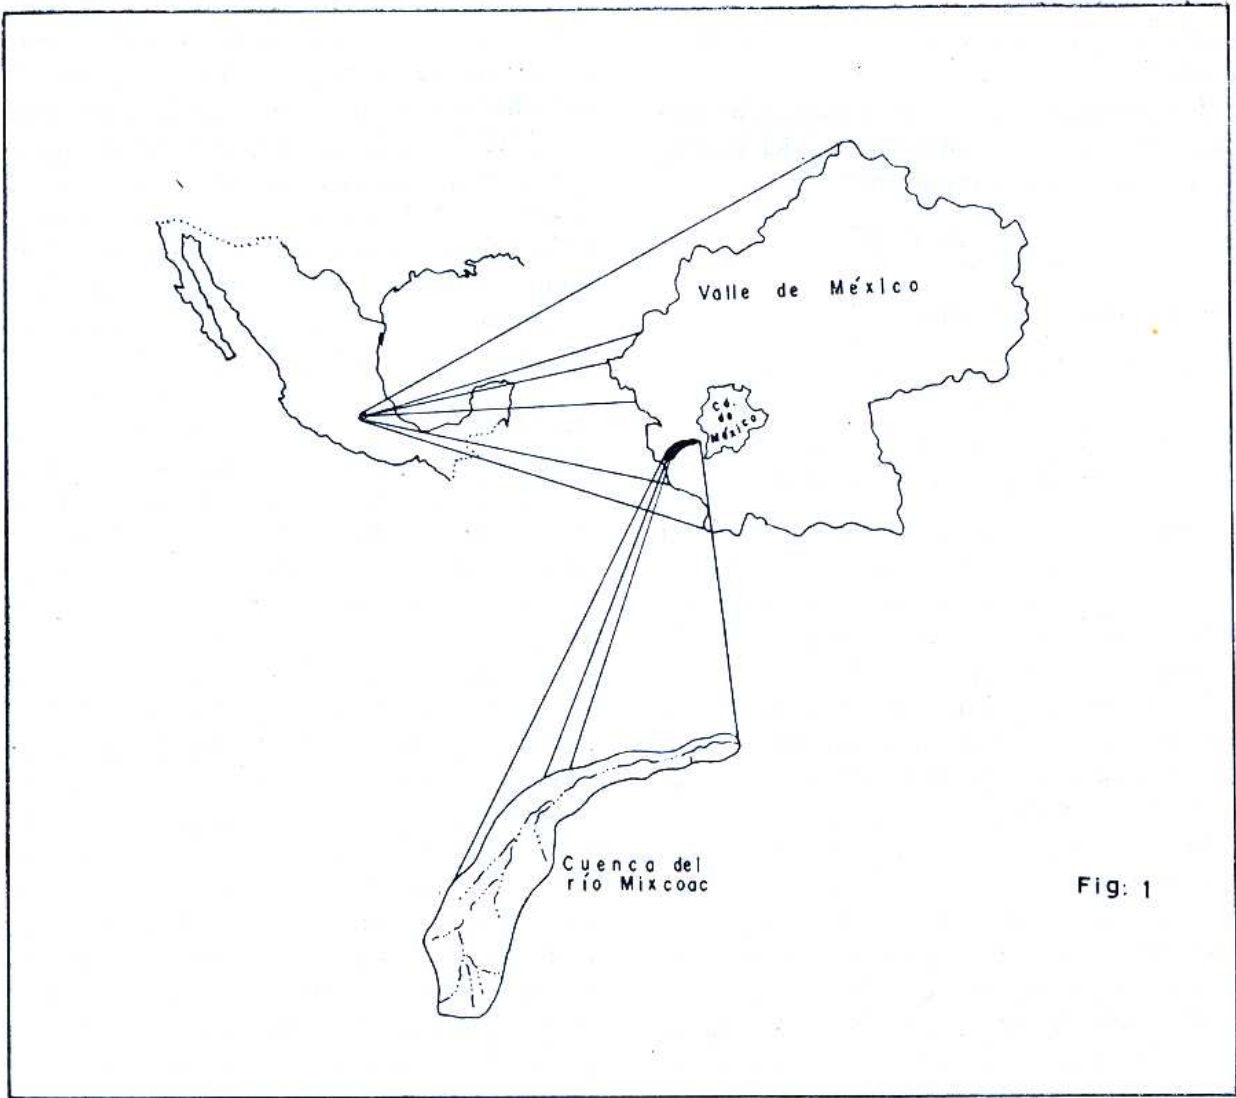 Valle de México
Cd.
de
México
Cuenca del
río Mixcoac
Fig: 1